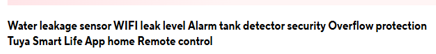 Water leakage sensor WIFI leak level Alarm tank detector security Overflow protection
Tuya Smart Life App home Remote control